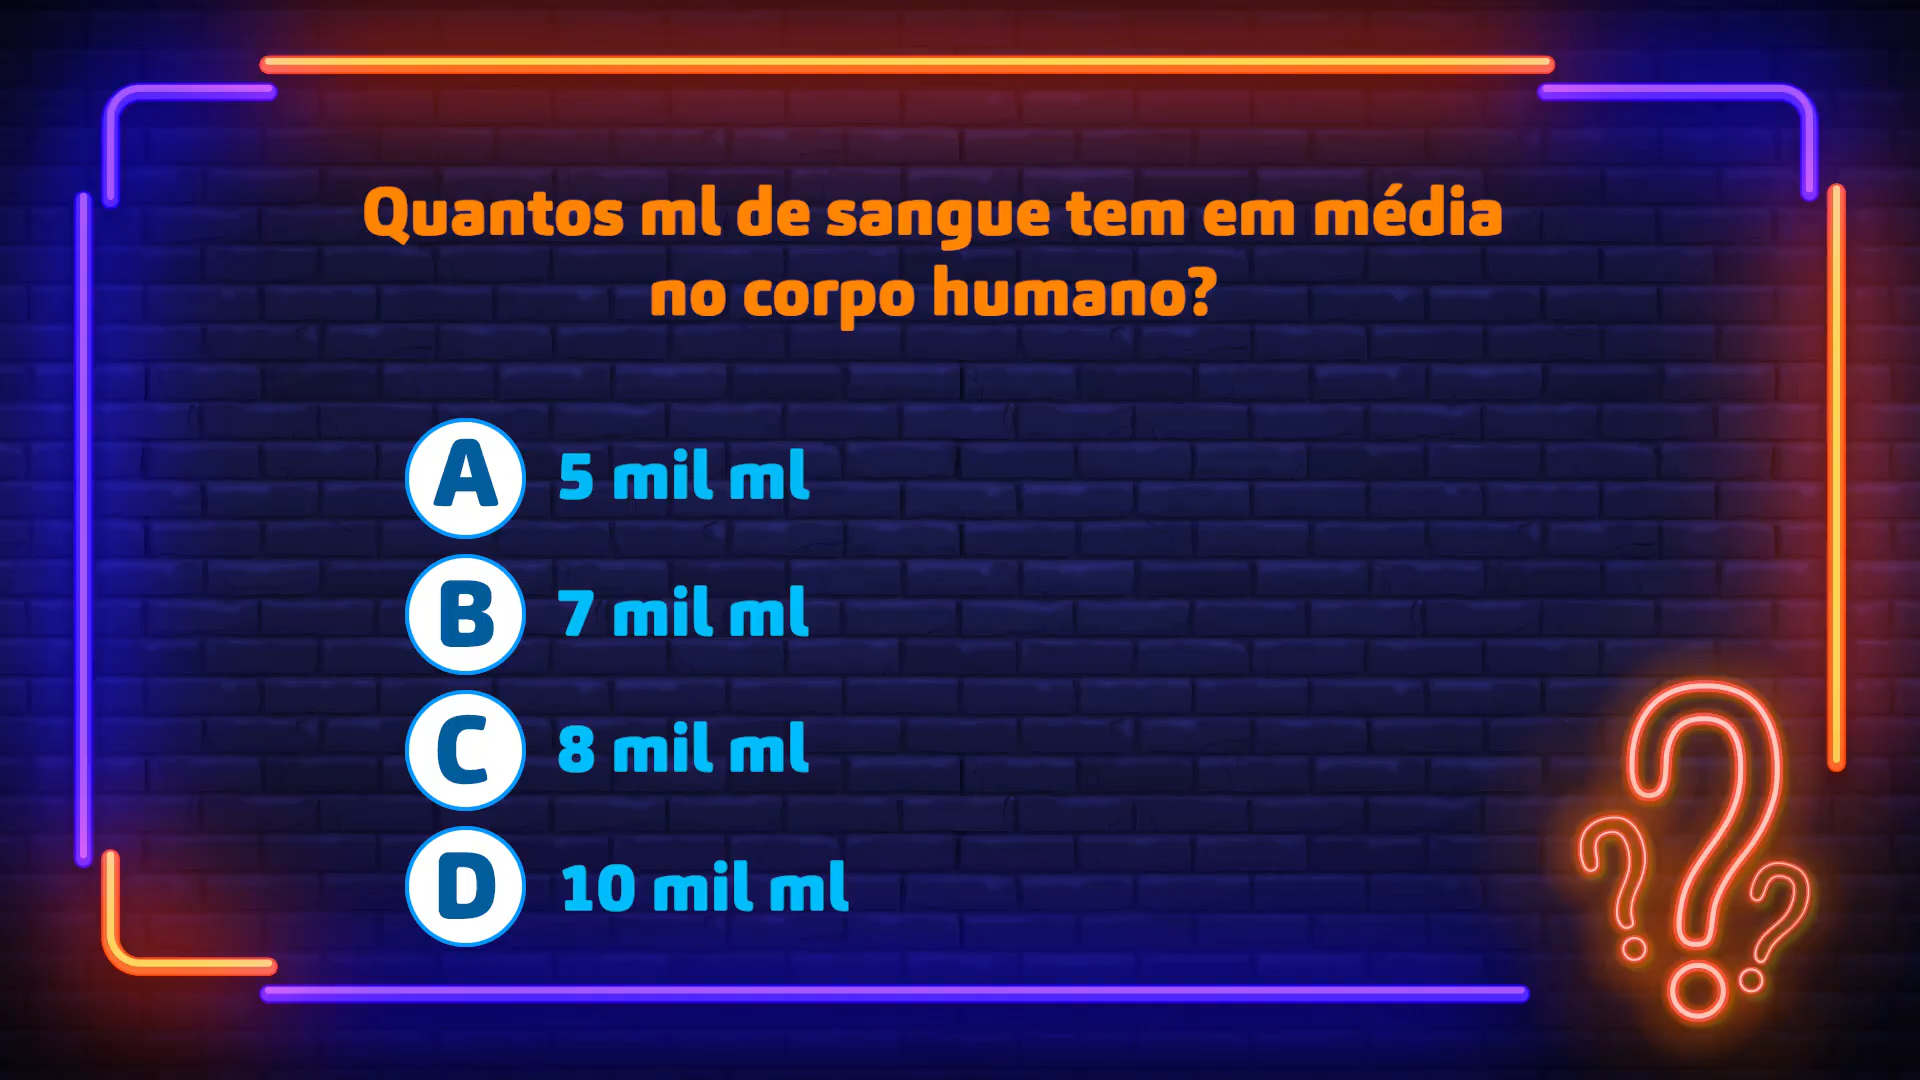 Quantos ml de sangue tem em média
no corpo humano?
A 5 mil ml
B 7 mil ml
C 8 mil ml
D 10 mil ml